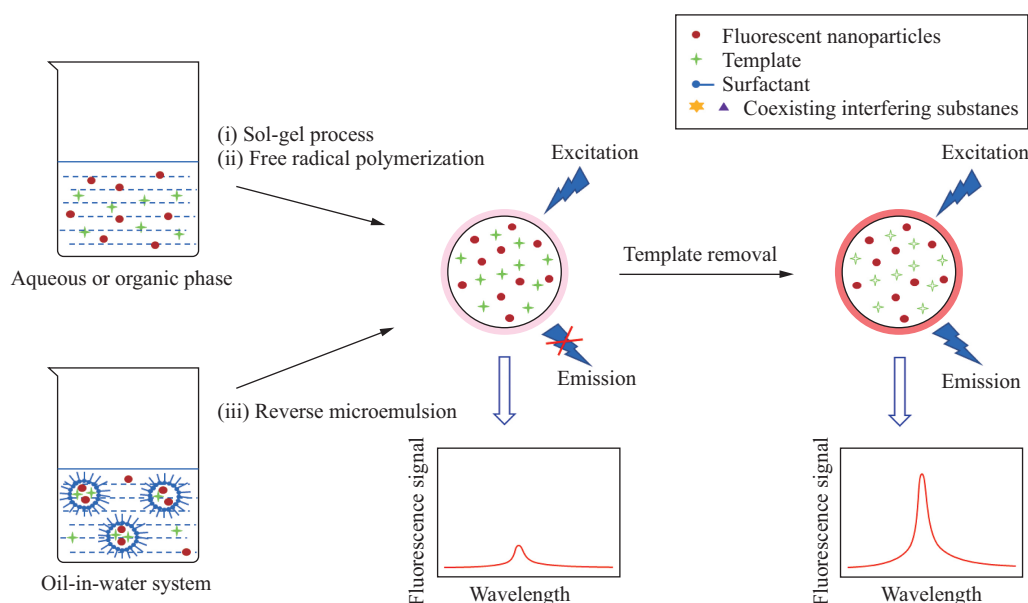 Fluorescent nanoparticles
Template
Surfactant
Coexisting interfering substanes
(i) Sol-gel process
(ii) Free radical polymerization
Aqueous or organic phase
Excitation
Template removal
Excitation
Emission
Emission
(iii) Reverse microemulsion
Oil-in-water system
Fluorescence signal
Wavelength
Fluorescence signal
Wavelength